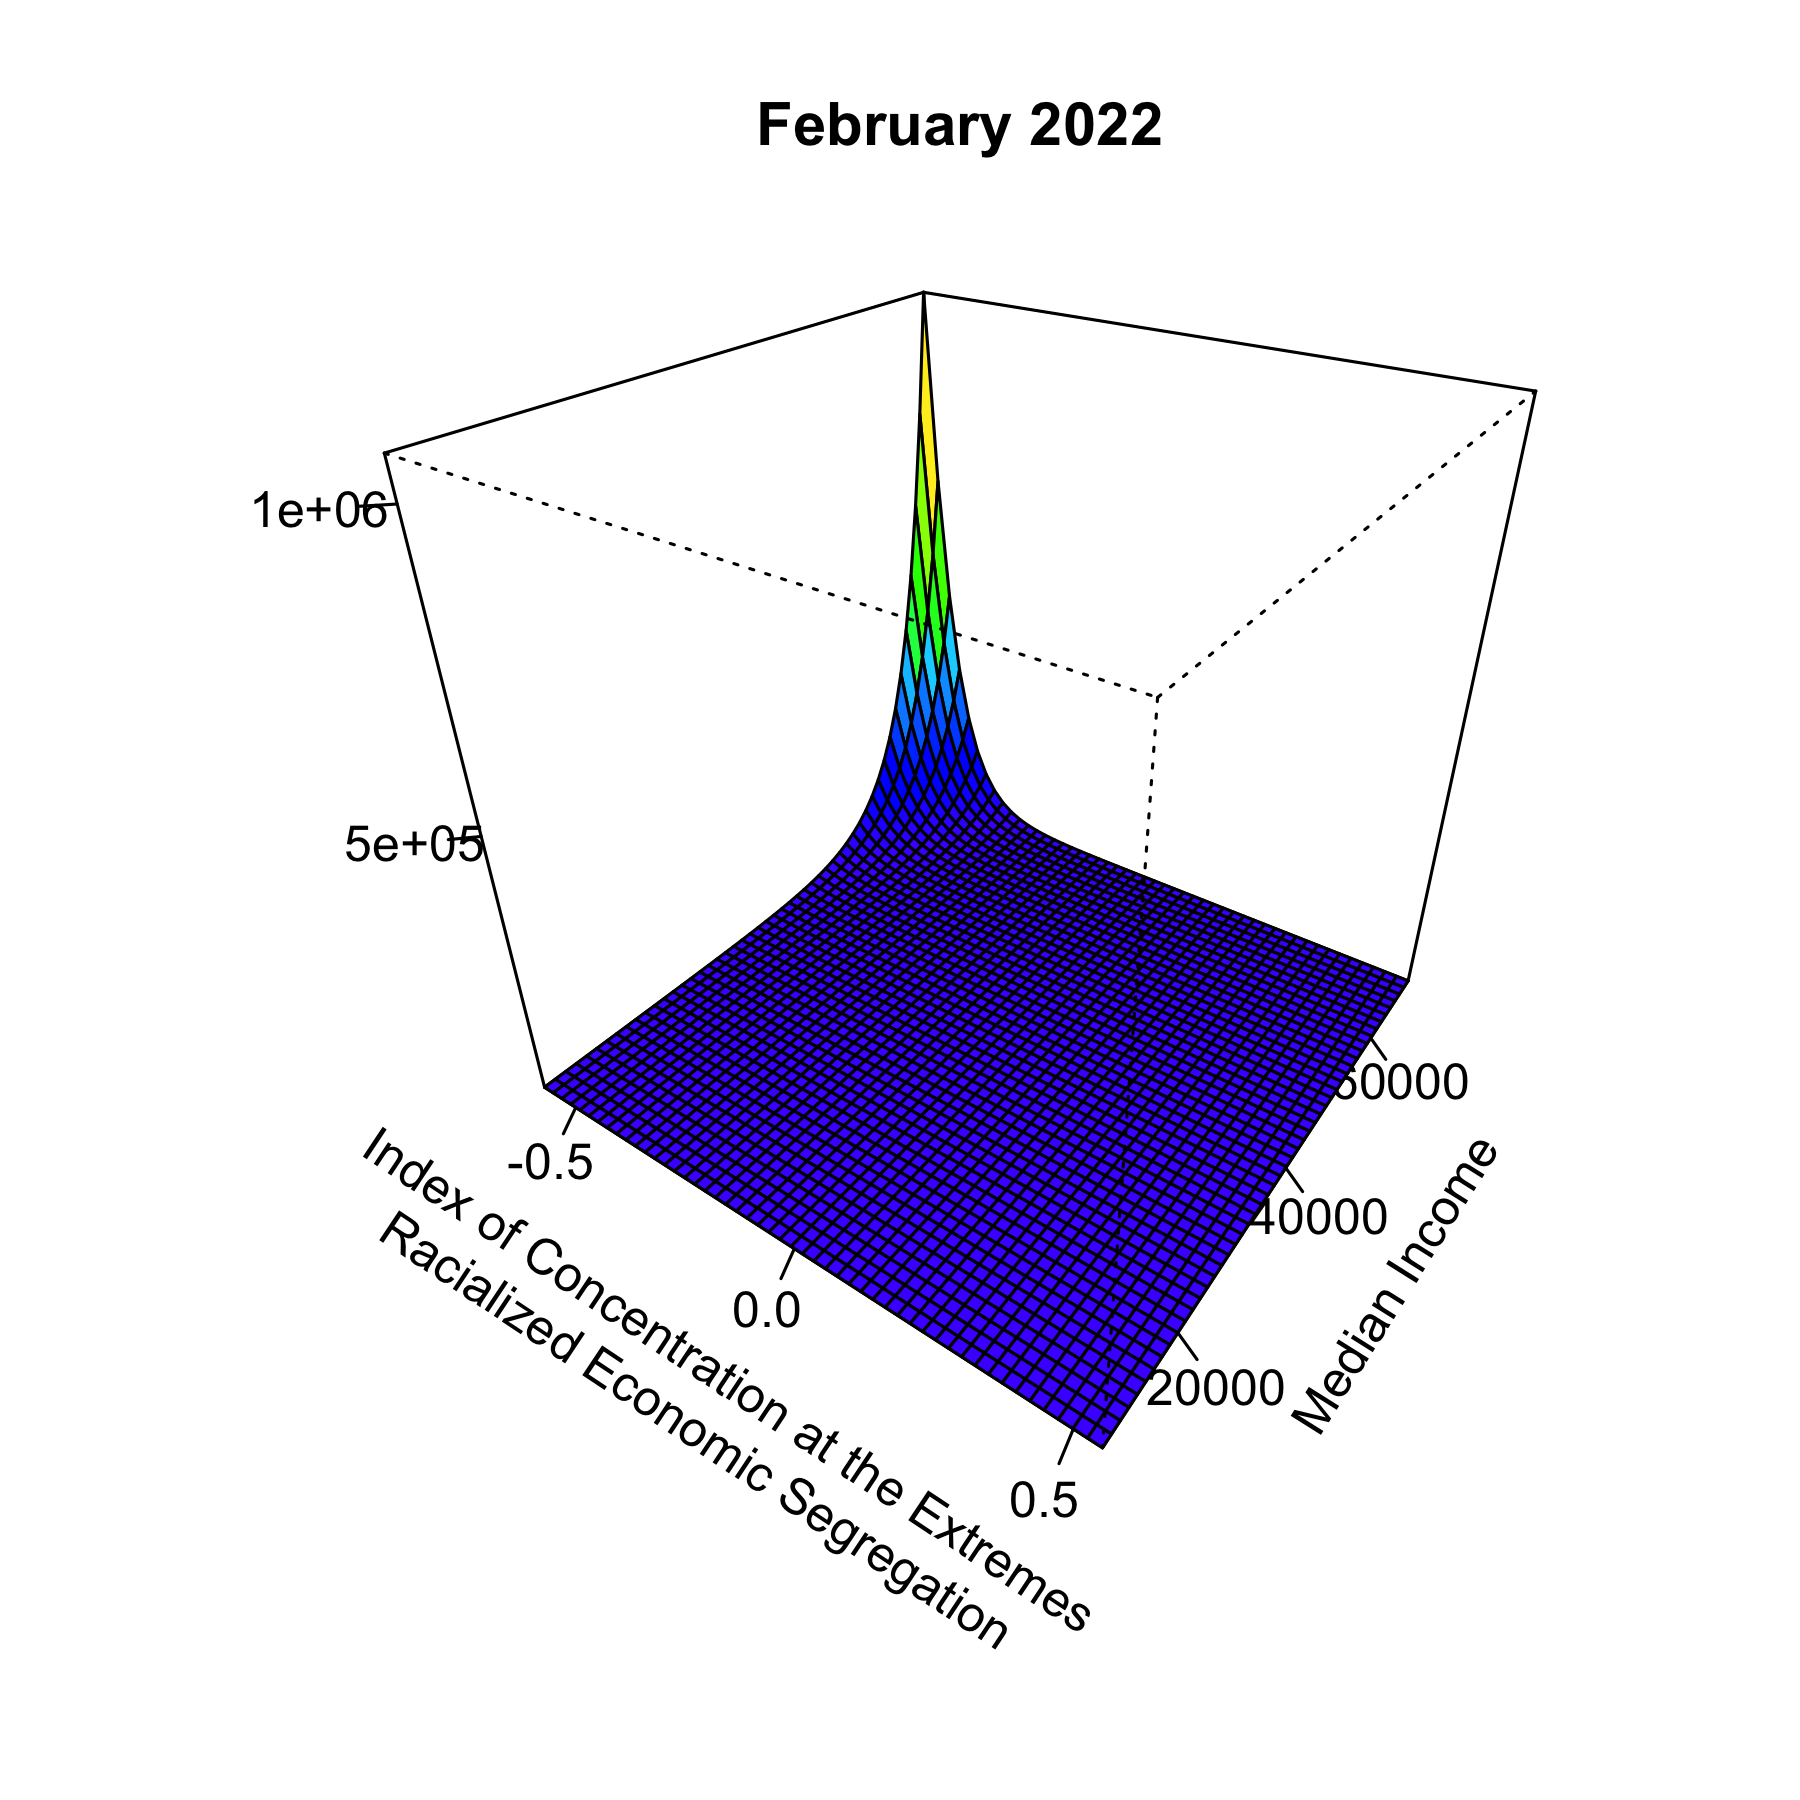 February 2022
1e+06
5e+05
-0.5
0.0
0.5
Index of Concentration at the Extremes
Racialized Economic Segregation
20000
40000
60000
Median Income